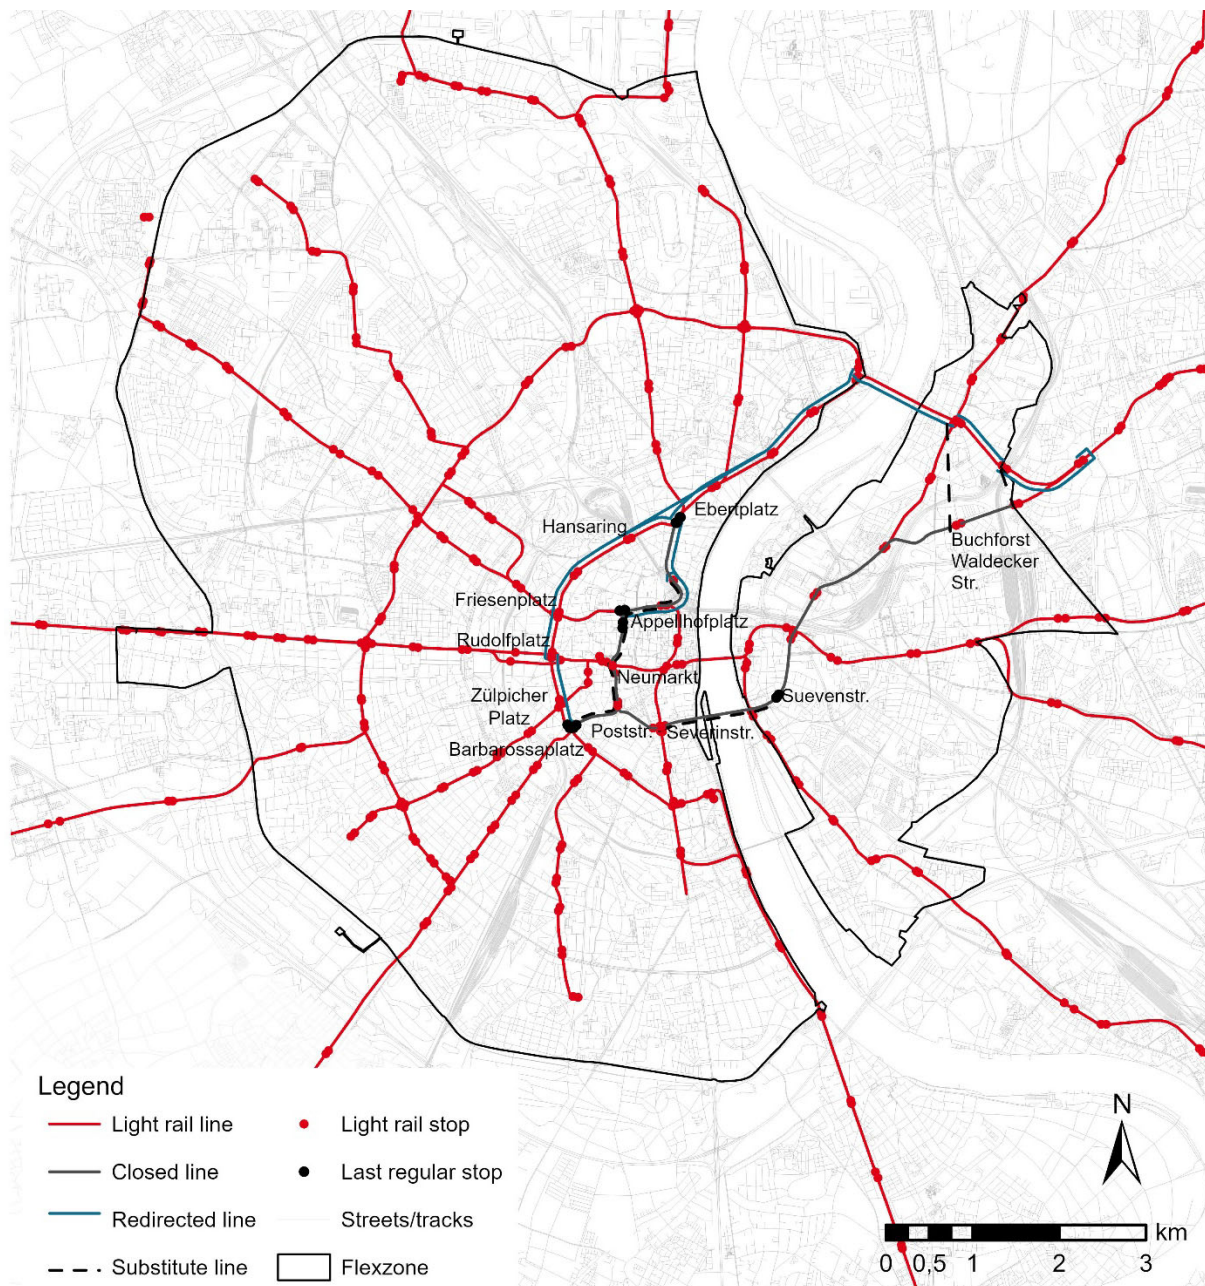 Ebertplatz
Hansaring
Buchforst
Waldecker
Str.
Friesenplatz
Appellhofplatz
Rudolfplatz
Neumarkt
Zülpicher
Platz
Suevenstr.
Poststr.
Severinstr.
Barbarossaplatz
Legend
Light rail line
Light rail stop
Closed line
Last regular stop
Redirected line
Streets/tracks
Substitute line
Flexzone
N
km
0 0,5 1 2 3